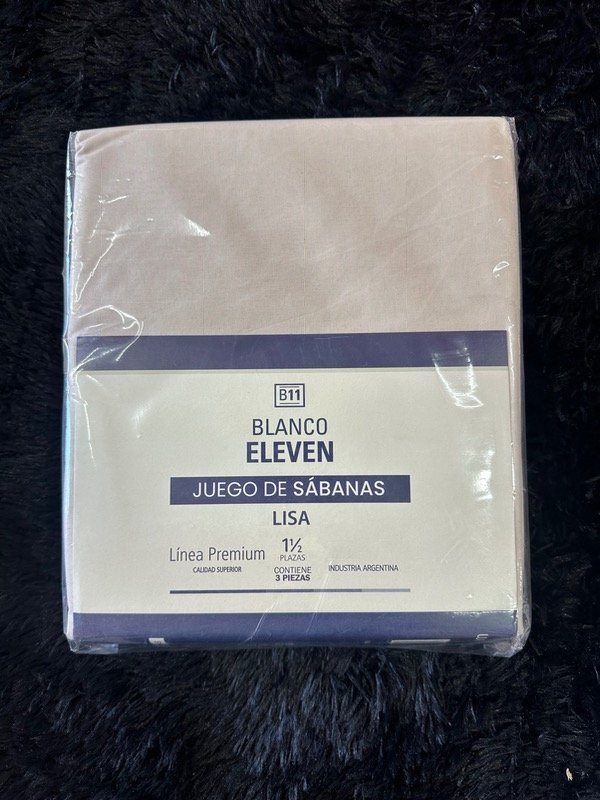 B11
BLANCO
ELEVEN
JUEGO DE SÁBANAS
LISA
Línea Premium
CALIDAD SUPERIOR
1½
PLAZAS
CONTIENE
3 PIEZAS
INDUSTRIA ARGENTINA